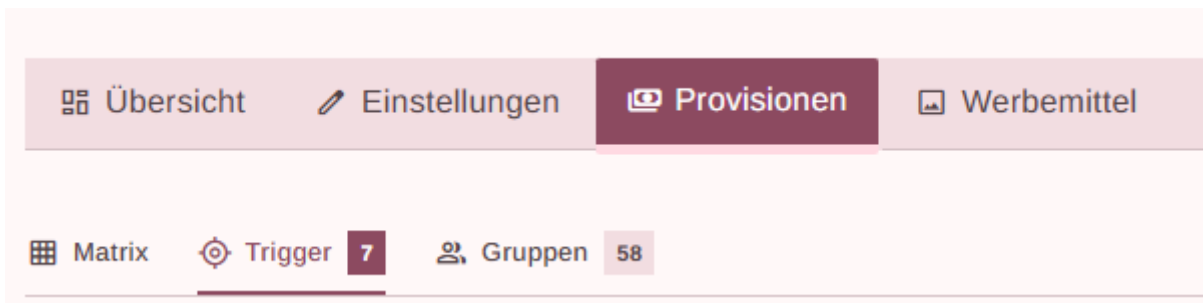 Übersicht Einstellungen Provisionen Werbemittel
Matrix Trigger 7 Gruppen 58